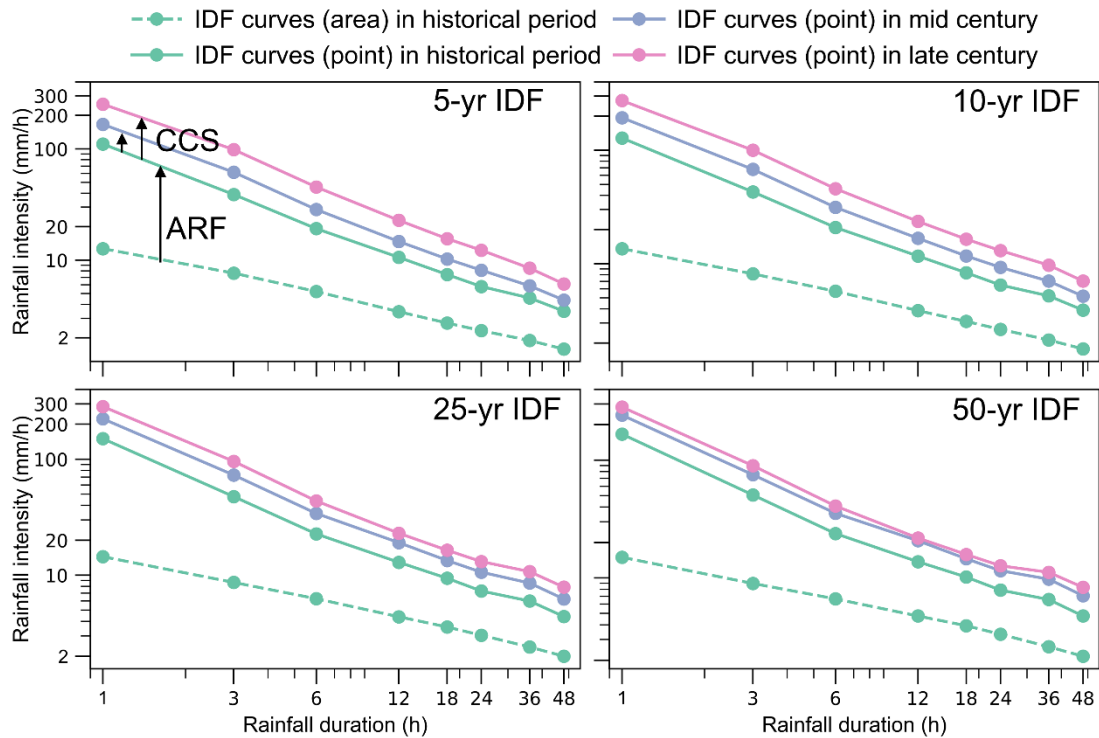 IDF curves (area) in historical period
IDF curves (point) in mid century
IDF curves (point) in historical period
IDF curves (point) in late century
5-yr IDF
10-yr IDF
Rainfall intensity (mm/h)
300
200
100
20
10
2
CCS
ARF
25-yr IDF
50-yr IDF
Rainfall intensity (mm/h)
300
200
100
20
10
2
1 3 6 12 18 24 36 48
1 3 6 12 18 24 36 48
Rainfall duration (h)
Rainfall duration (h)